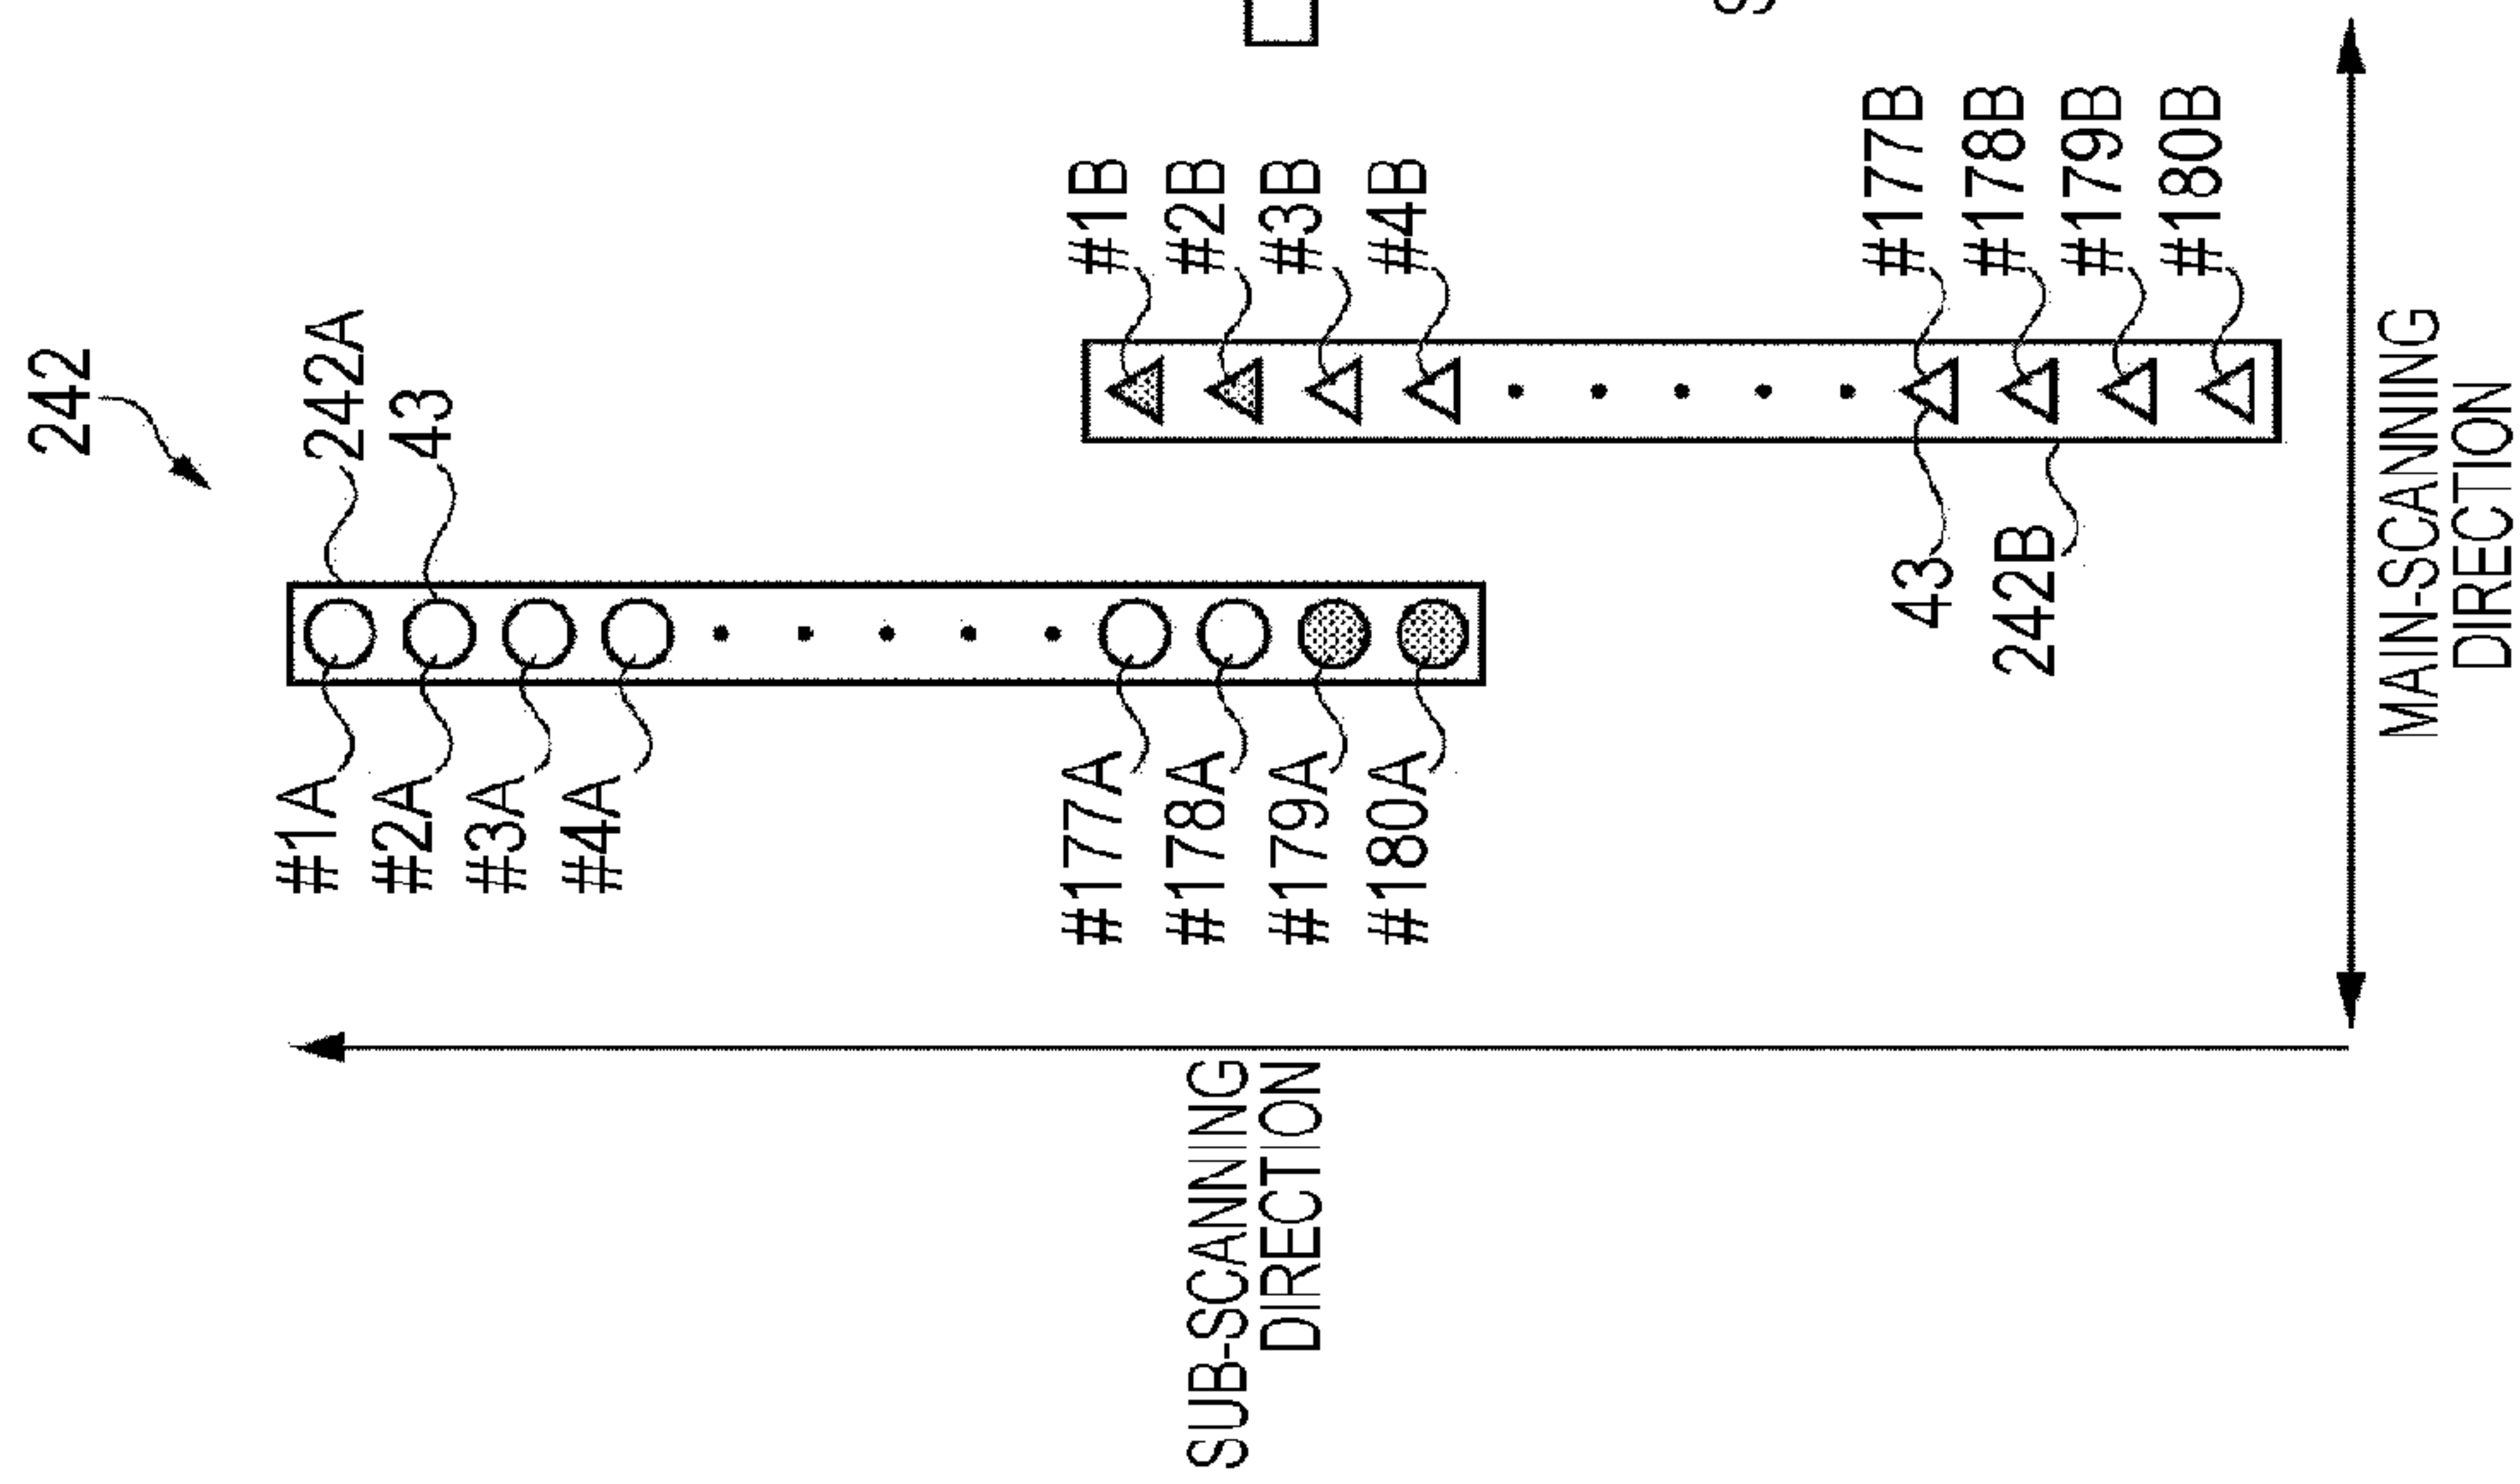 242
242A
43
#1A
#2A
#3A
#4A
#177A
#178A
#179A
#180A
#1B
#2B
#3B
#4B
#177B
#178B
#179B
#180B
43
242B
SUB-SCANNING
DIRECTION
MAIN-SCANNING
DIRECTION